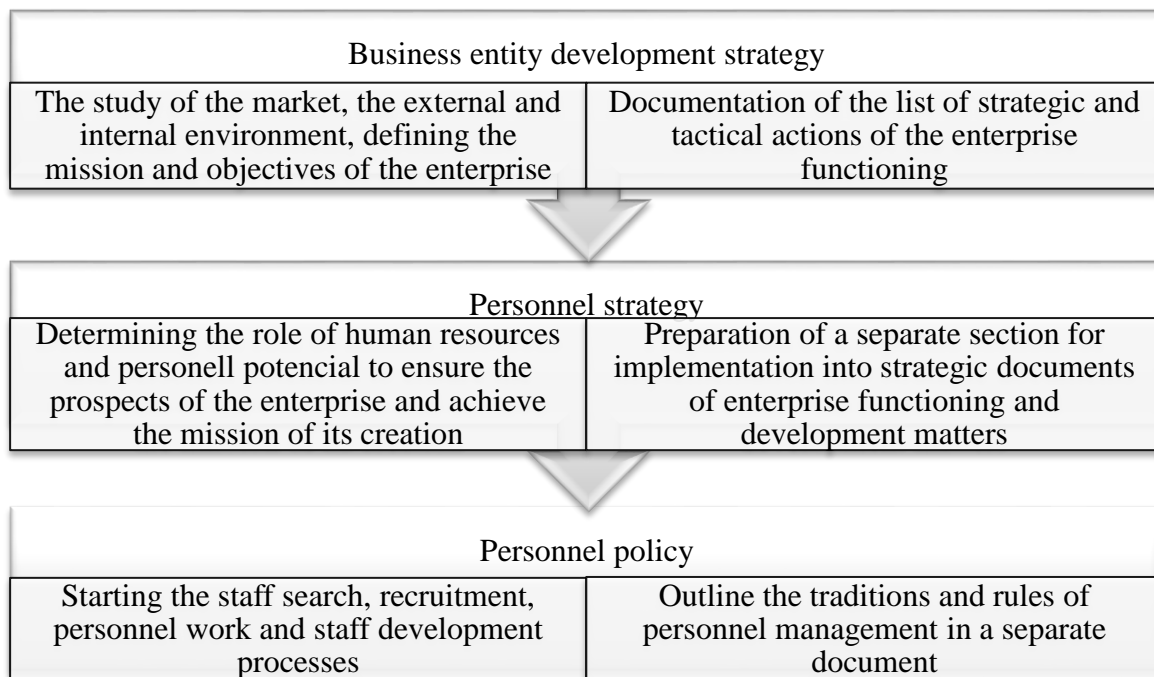 Business entity development strategy
The study of the market, the external and
internal environment, defining the
mission and objectives of the enterprise
Documentation of the list of strategic and
tactical actions of the enterprise
functioning
Personnel strategy
Determining the role of human resources
and personell potencial to ensure the
prospects of the enterprise and achieve
the mission of its creation
Preparation of a separate section for
implementation into strategic documents
of enterprise functioning and
development matters
Personnel policy
Starting the staff search, recruitment,
personnel work and staff development
processes
Outline the traditions and rules of
personnel management in a separate
document